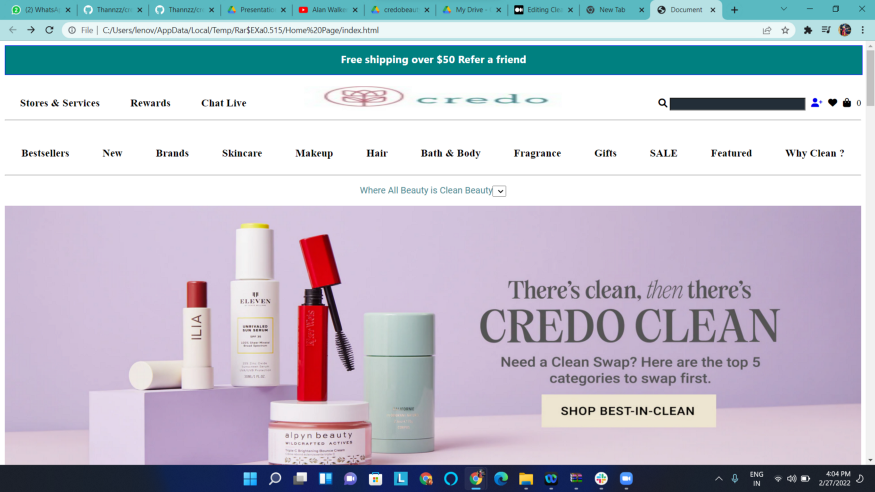 (2) WhatsA
Thannzz/cre
Thannzz/cre
Presentatio
Alan Walke
credobeaut
My Drive -
Editing Clea
New Tab
Document
File | C:/Users/lenov/AppData/Local/Temp/Rar$EXa0.515/Home%20Page/index.html
Free shipping over $50 Refer a friend
Stores & Services Rewards Chat Live credo 0
Bestsellers New Brands Skincare Makeup Hair Bath & Body Fragrance Gifts SALE Featured Why Clean ?
Where All Beauty is Clean Beauty
There's clean, then there's
CREDO CLEAN
Need a Clean Swap? Here are the top 5
categories to swap first.
SHOP BEST-IN-CLEAN
ILIA
ELEVEN
UNRIVALED
SUN SERUM
SPF 35
alpyn beauty
WILDCRAFTED ACTIVES
ENG
IN
4:04 PM
2/27/2022